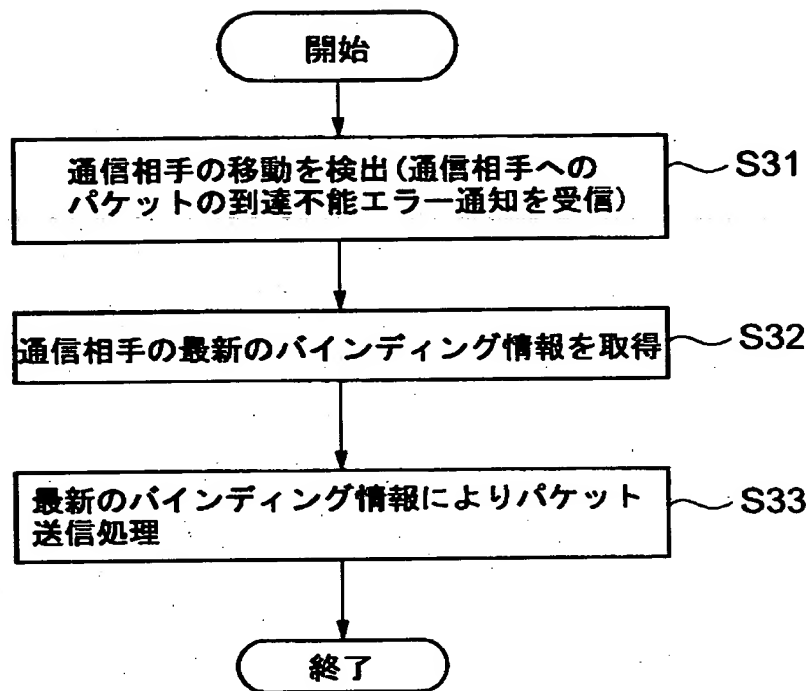 開始
通信相手の移動を検出(通信相手への
パケットの到達不能エラー通知を受信)
S31
通信相手の最新のバインディング情報を取得
S32
最新のバインディング情報によりパケット
送信処理
S33
終了